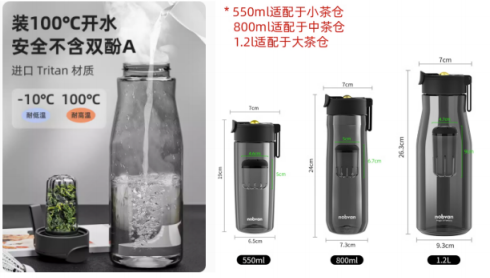 装100℃开水
安全不含双酚A
进口 Tritan 材质
-10℃ 100℃
耐低温 耐高温
* 550ml适配于小茶仓
800ml适配于中茶仓
1.2l适配于大茶仓
7cm
7cm
7cm
24cm
26.3cm
6.5cm
7.3cm
9.3cm
550ml
800ml
1.2L